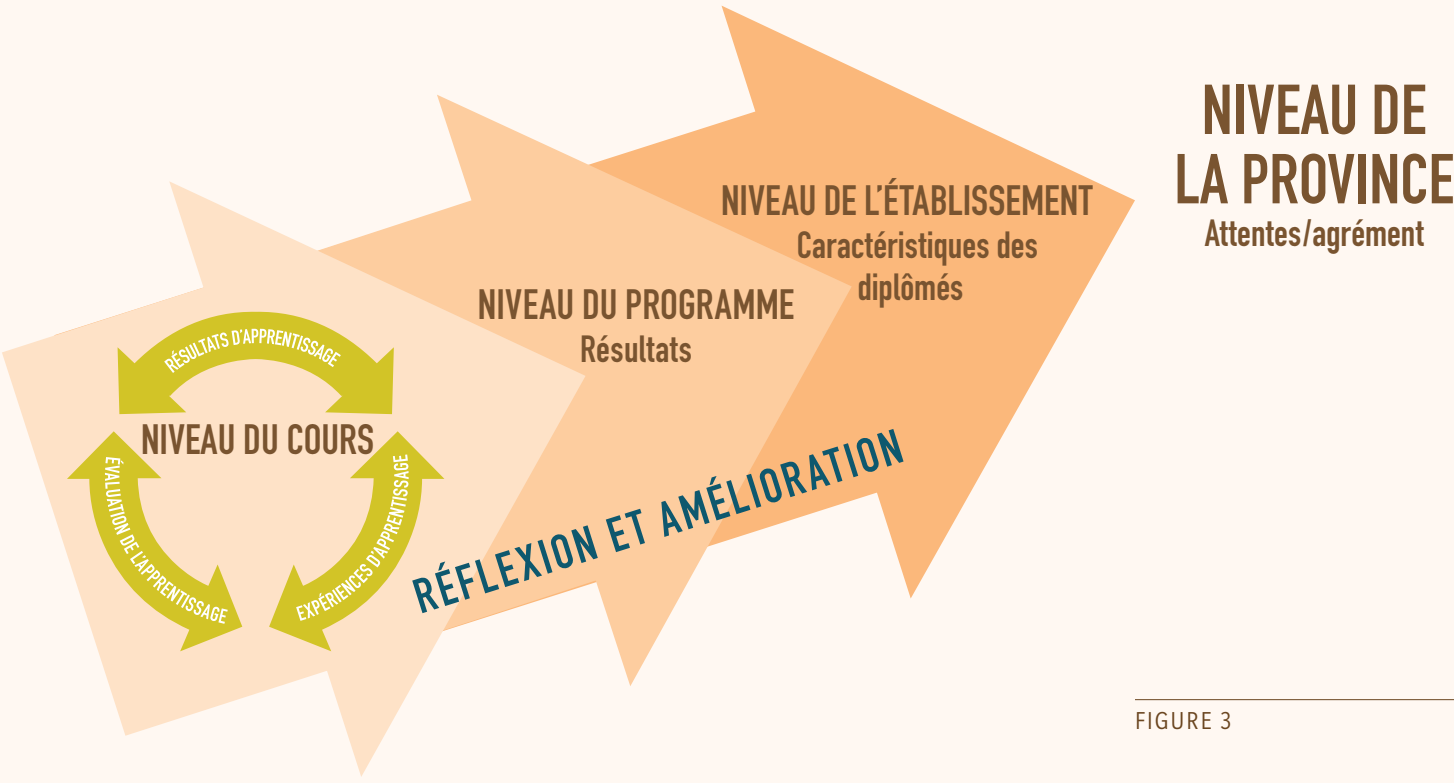 NIVEAU DE
LA PROVINCE
Attentes/agrément
NIVEAU DE L'ÉTABLISSEMENT
Caractéristiques des
diplômés
NIVEAU DU PROGRAMME
Résultats
RÉSULTATS D'APPRENTISSAGE
NIVEAU DU COURS
ÉVALUATION DE L'APPRENTISSAGE
EXPÉRIENCES D'APPRENTISSAGE
RÉFLEXION ET AMÉLIORATION
FIGURE 3